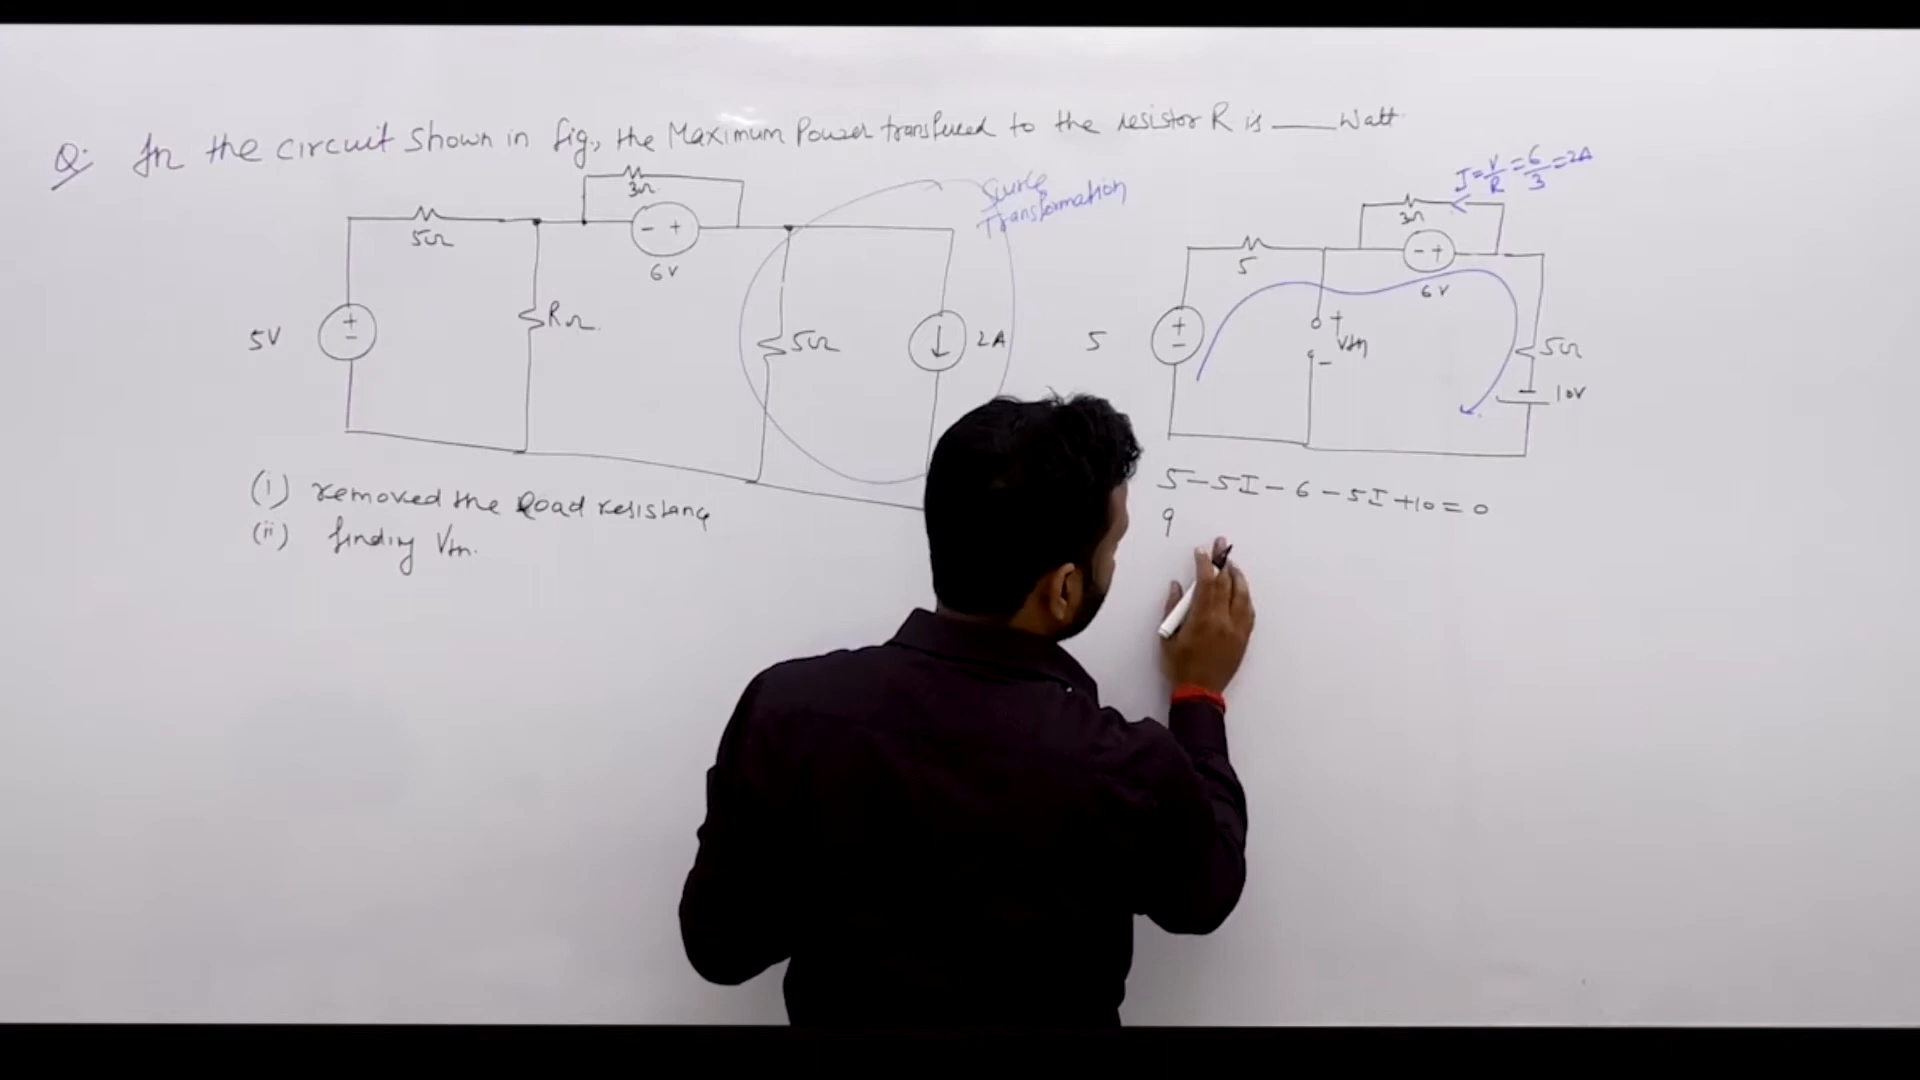 Q: In the circuit shown in fig., the Maximum Power transfered to the resistor R is ____ Watt.
3Ω
5Ω
- +
6V
RΩ
5V
+
-
5Ω
2A
Source
Transformation
I = V/R = 6/3 = 2A
3Ω
5
- +
6V
5
+
-
+
Vth
-
5Ω
10V
(i) removed the load resistance
(ii) finding Vth.
5 - 5I - 6 - 5I + 10 = 0
9